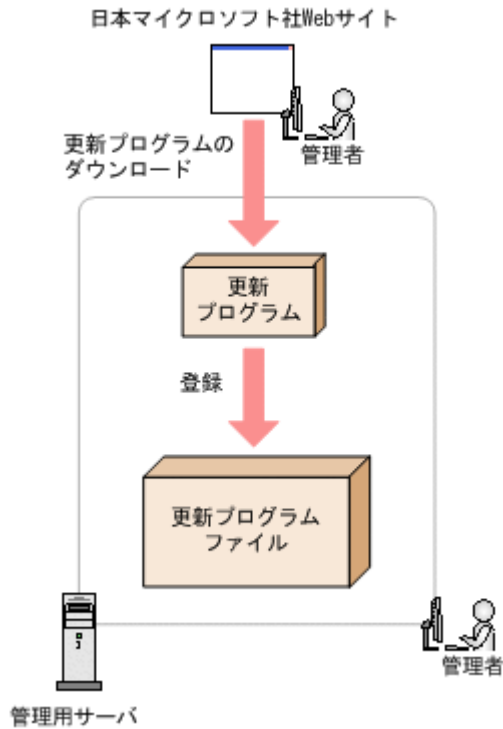 日本マイクロソフト社Webサイト
更新プログラムの
ダウンロード
管理者
更新
プログラム
登録
更新プログラム
ファイル
管理者
管理用サーバ